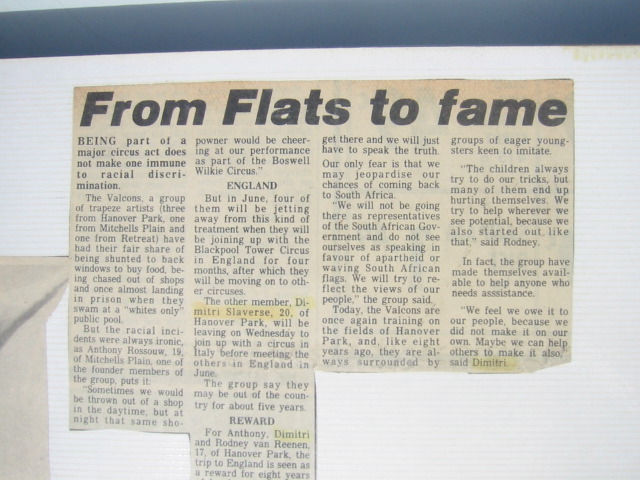 From Flats to fame
BEING part of a
major circus act does
not make one immune
to racial discri-
mination.
The Valcons, a group
of trapeze artists (three
from Hanover Park, one
from Mitchells Plain and
one from Retreat) have
had their fair share of
being shunted to back
windows to buy food, be-
ing chased out of shops
and once almost landing
in prison when they
swam at a "whites only"
public pool.
But the racial inci-
dents were always ironic,
as Anthony Rossouw, 19,
of Mitchells Plain, one of
the founder members of
the group, puts it:
"Sometimes we would
be thrown out of a shop
in the daytime, but at
night that same sho-
powner would be cheer-
ing at our performance
as part of the Boswell
Wilkie Circus."
ENGLAND
But in June, four of
them will be jetting
away from this kind of
treatment when they will
be joining up with the
Blackpool Tower Circus
in England for four
months, after which they
will be moving on to oth-
er circuses.
The other member, Di-
mitri Slaverse, 20, of
Hanover Park, will be
leaving on Wednesday to
join up with a circus in
Italy before meeting the
others in England in
June.
The group say they
may be out of the coun-
try for about five years.
REWARD
For Anthony, Dimitri
and Rodney van Reenen,
17, of Hanover Park, the
trip to England is seen as
a reward for eight years
get there and we will just
have to speak the truth.
Our only fear is that we
may jeopardise our
chances of coming back
to South Africa.
"We will not be going
there as representatives
of the South African Gov-
ernment and do not see
ourselves as speaking in
favour of apartheid or
waving South African
flags. We will try to re-
flect the views of our
people," the group said.
Today, the Valcons are
once again training on
the fields of Hanover
Park, and, like eight
years ago, they are al-
ways surrounded by
groups of eager young-
sters keen to imitate.
"The children always
try to do our tricks, but
many of them end up
hurting themselves. We
try to help wherever we
see potential, because we
also started out like
that," said Rodney.
In fact, the group have
made themselves avail-
able to help anyone who
needs asssistance.
"We feel we owe it to
our people, because we
did not make it on our
own. Maybe we can help
others to make it also,"
said Dimitri.